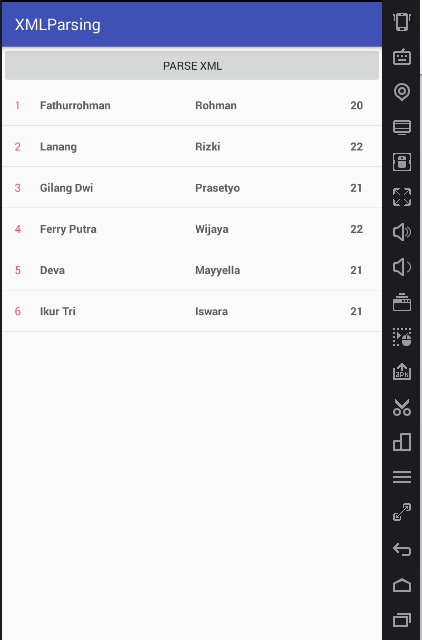 XMLParsing
PARSE XML
1 Fathurrohman Rohman 20
2 Lanang Rizki 22
3 Gilang Dwi Prasetyo 21
4 Ferry Putra Wijaya 22
5 Deva Mayyella 21
6 Ikur Tri Iswara 21